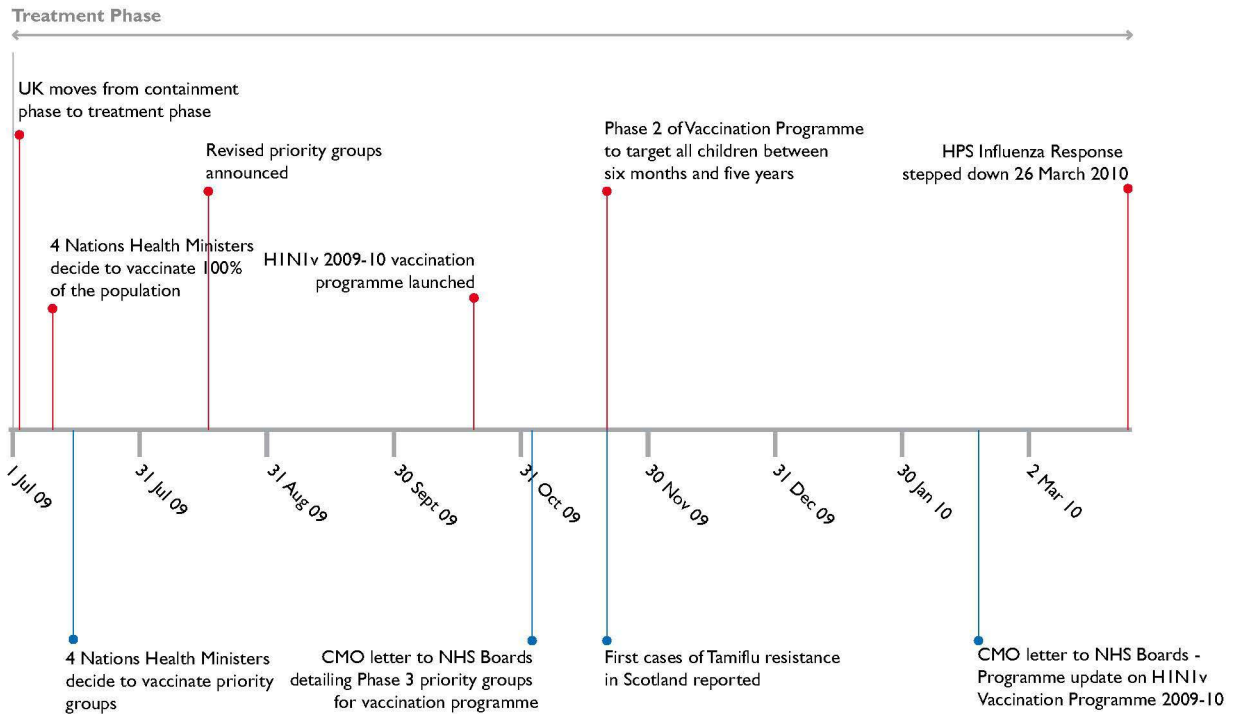 Treatment Phase
UK moves from containment
phase to treatment phase
Revised priority groups
announced
4 Nations Health Ministers
decide to vaccinate 100%
of the population
H1N1v 2009-10 vaccination
programme launched
Phase 2 of Vaccination Programme
to target all children between
six months and five years
HPS Influenza Response
stepped down 26 March 2010
1 Jul 09
31 Jul 09
31 Aug 09
30 Sept 09
31 Oct 09
30 Nov 09
31 Dec 09
30 Jan 10
2 Mar 10
4 Nations Health Ministers
decide to vaccinate priority
groups
CMO letter to NHS Boards
detailing Phase 3 priority groups
for vaccination programme
First cases of Tamiflu resistance
in Scotland reported
CMO letter to NHS Boards -
Programme update on H1N1v
Vaccination Programme 2009-10